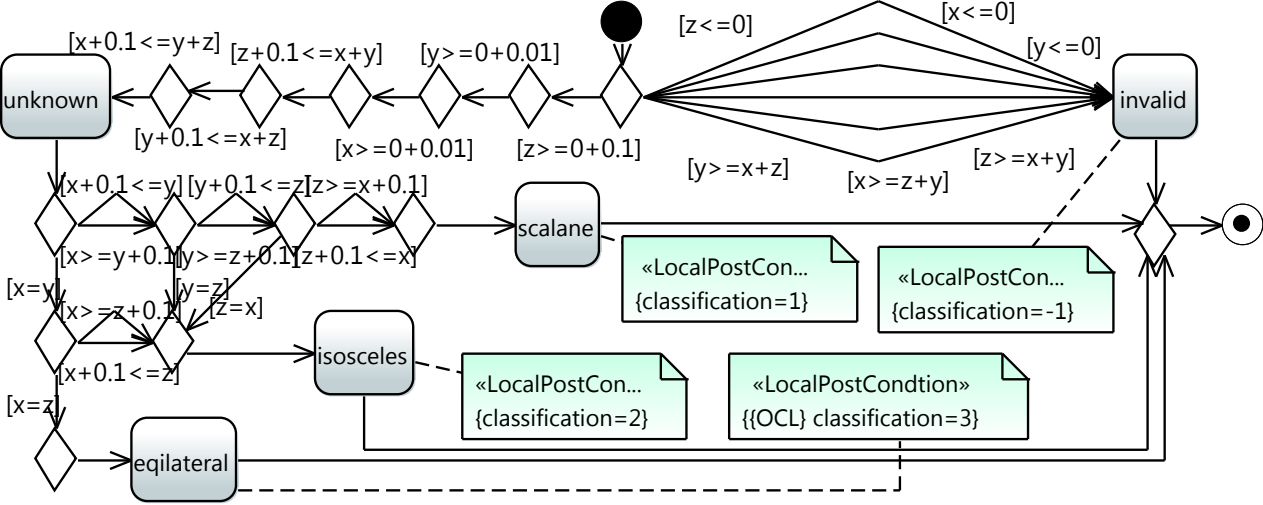 [z<=0]
[x<=0]
[x+0.1<=y+z]
[z+0.1<=x+y]
[y>=0+0.01]
[y<=0]
unknown
invalid
[y+0.1<=x+z]
[x>=0+0.01]
[z>=0+0.1]
[y>=x+z]
[x>=z+y]
[z>=x+y]
[x+0.1<=y]
[y+0.1<=z]
[z>=x+0.1]
scalane
[x>=y+0.1]
[y>=z+0.1]
[z+0.1<=x]
«LocalPostCon...
{classification=1}
«LocalPostCon...
{classification=-1}
[x=y]
[y=z]
[z=x]
[x>=z+0.1]
isosceles
[x+0.1<=z]
«LocalPostCon...
{classification=2}
«LocalPostCondtion»
{{OCL} classification=3}
[x=z]
eqilateral